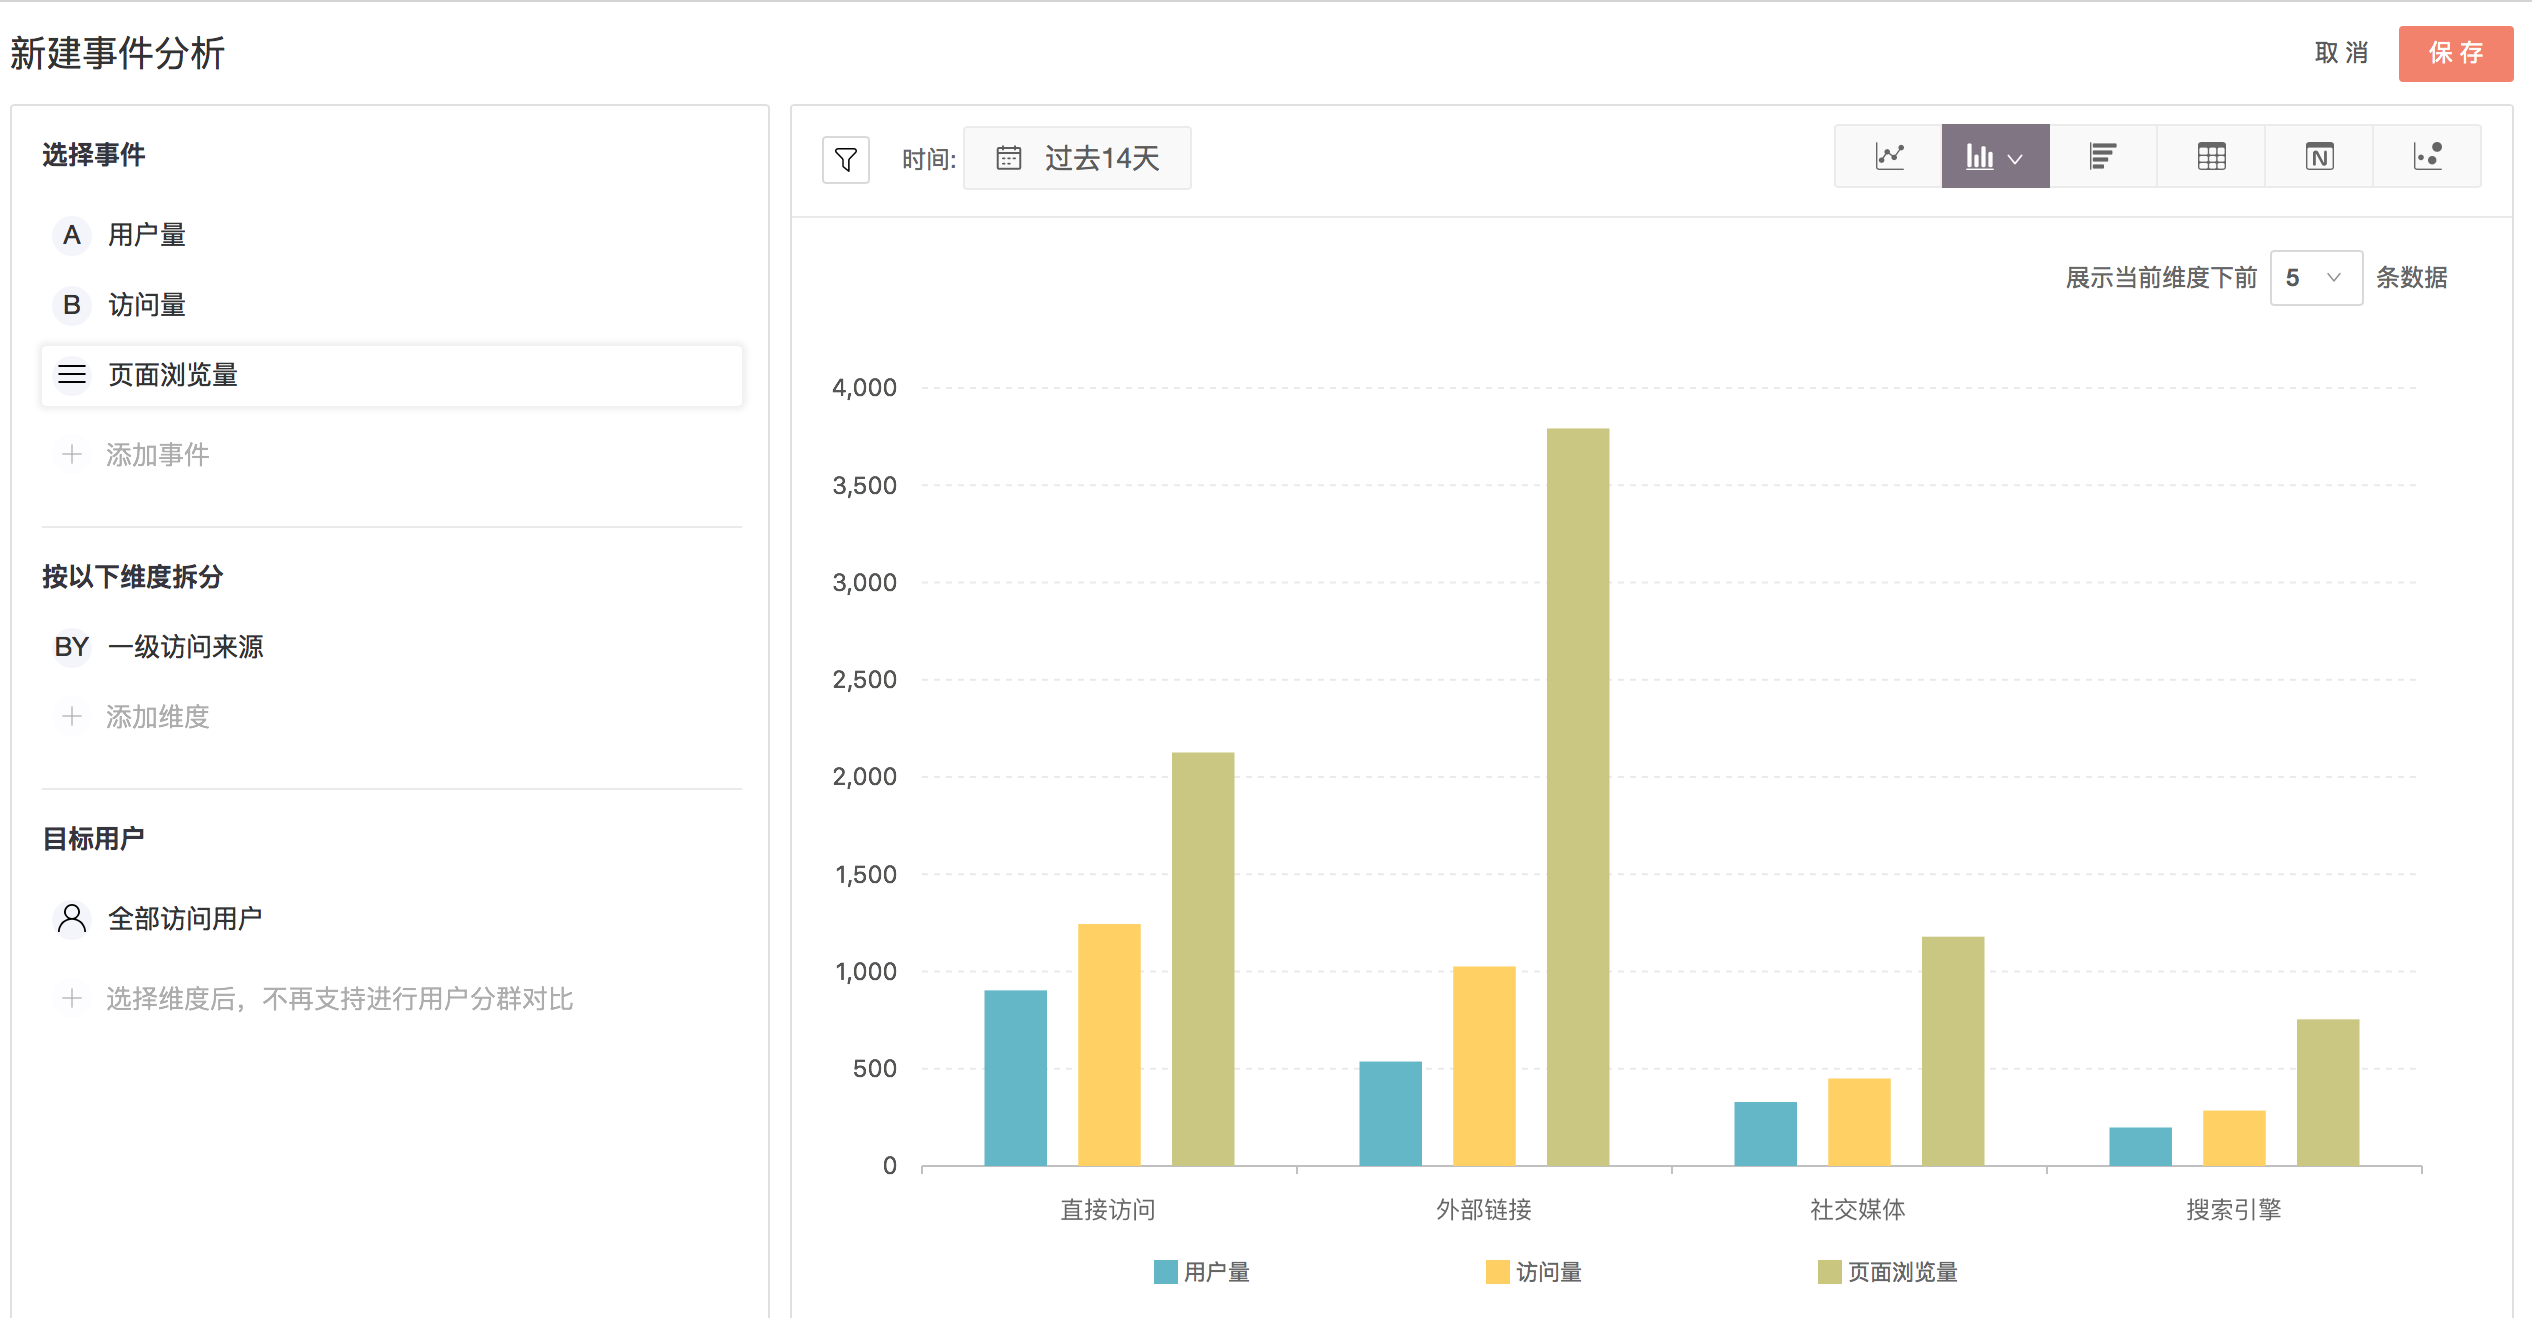 新建事件分析
取 消
保 存
选择事件
A 用户量
B 访问量
页面浏览量
添加事件
按以下维度拆分
BY 一级访问来源
添加维度
目标用户
全部访问用户
选择维度后，不再支持进行用户分群对比
时间: 过去14天
N
展示当前维度下前 5 条数据
4,000
3,500
3,000
2,500
2,000
1,500
1,000
500
0
直接访问 外部链接 社交媒体 搜索引擎
用户量 访问量 页面浏览量